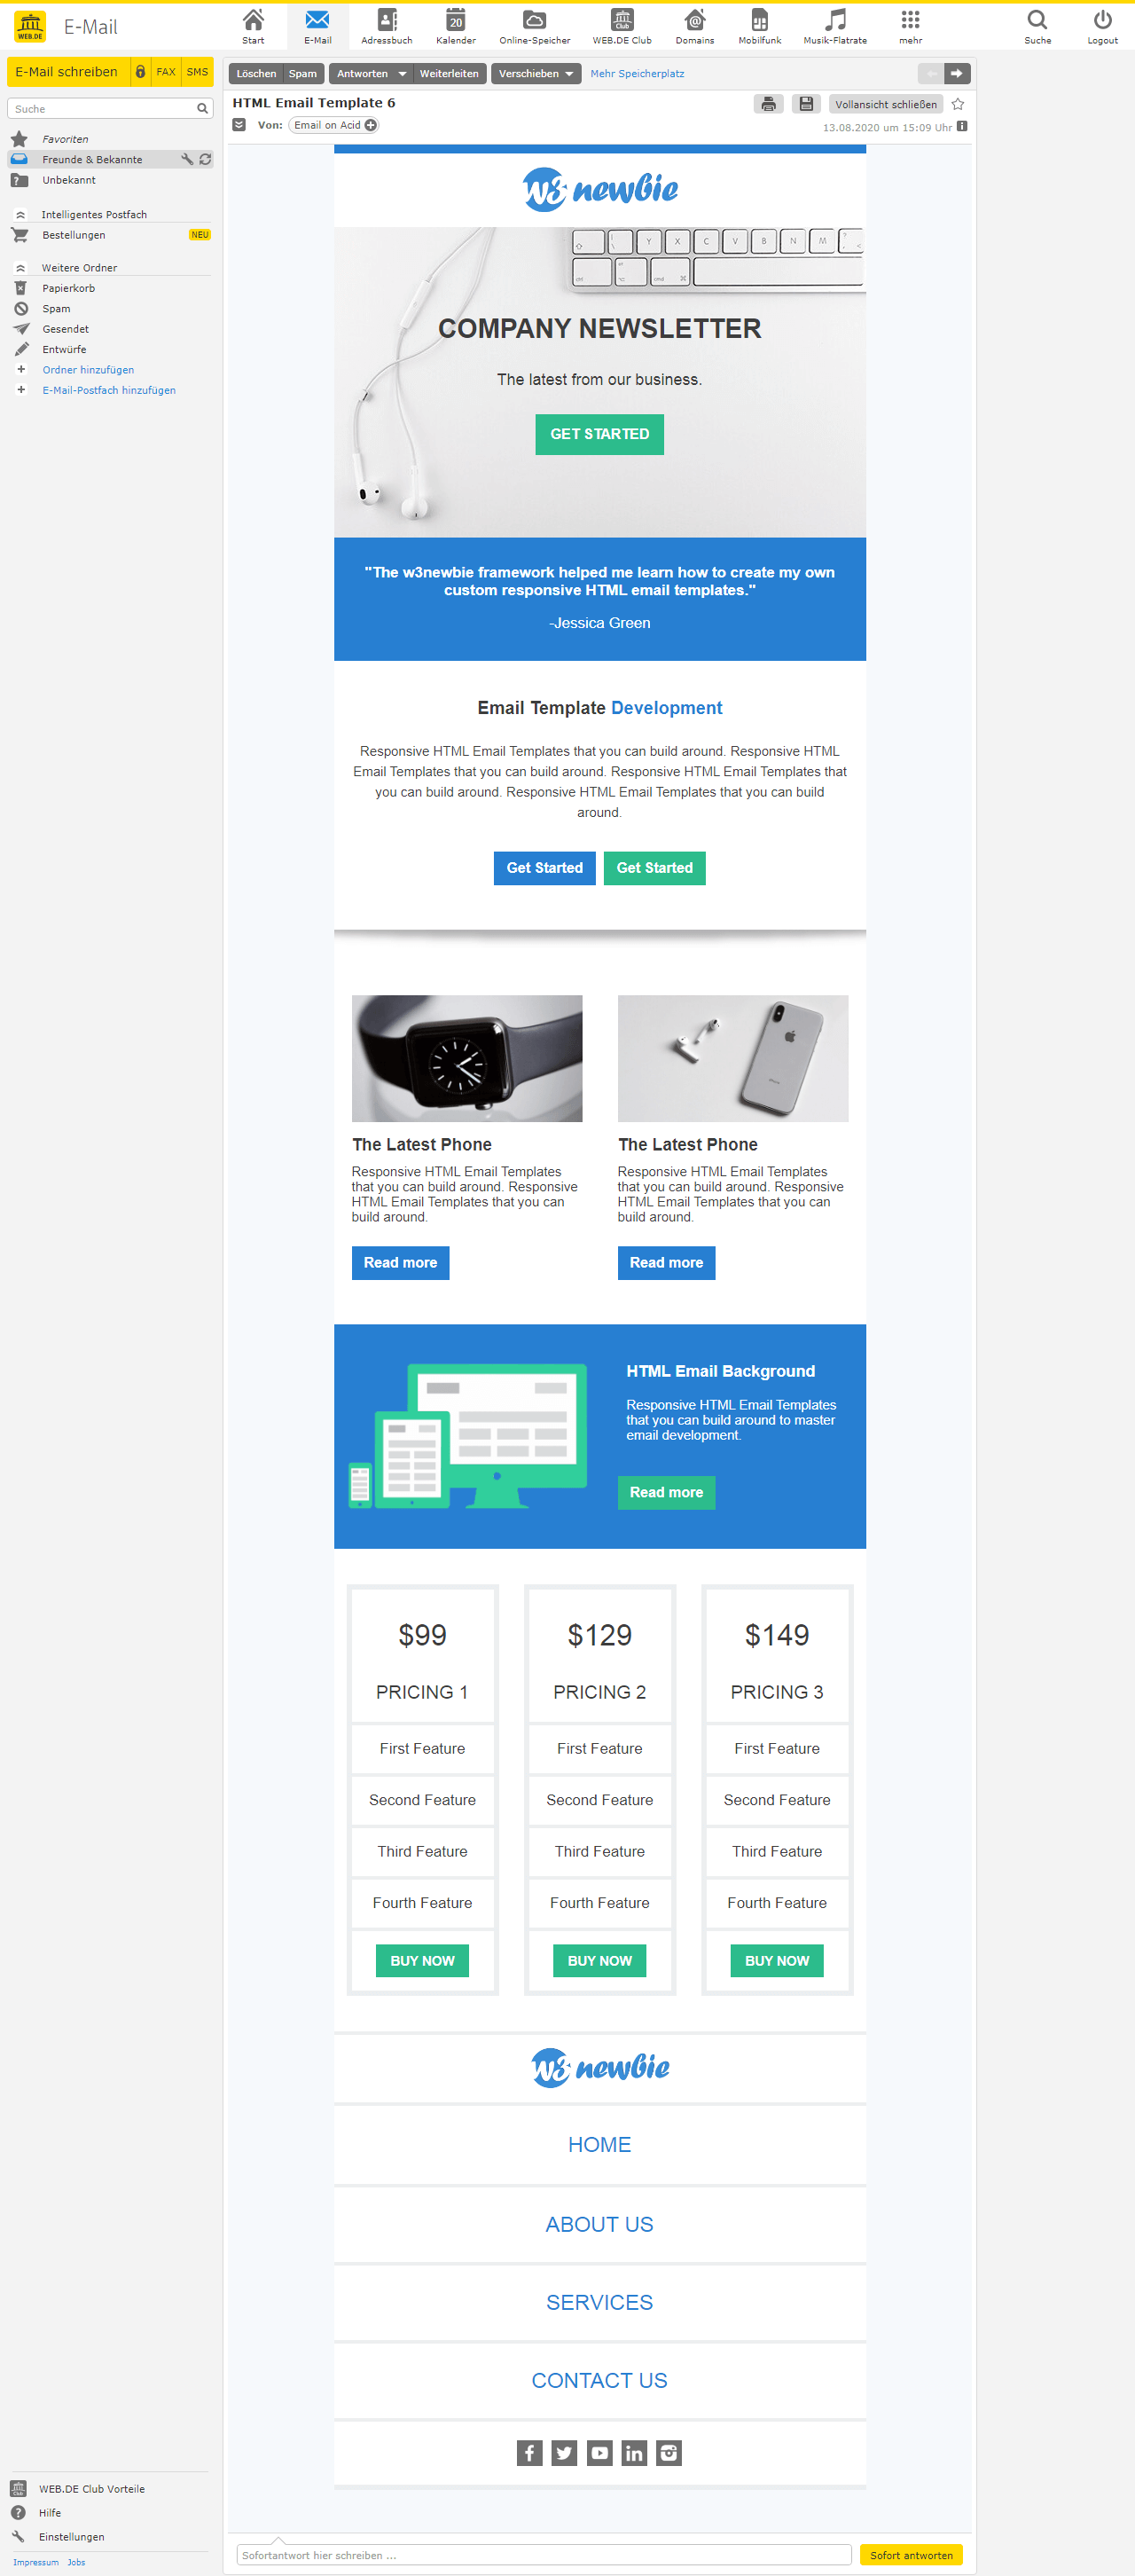 WEB.DE
E-Mail
Start
E-Mail
Adressbuch
20
Kalender
Online-Speicher
Club
WEB.DE Club
Domains
Mobilfunk
Musik-Flatrate
mehr
Suche
Logout
E-Mail schreiben
FAX
SMS
Suche
Favoriten
Freunde & Bekannte
Unbekannt
Intelligentes Postfach
Bestellungen
NEU
Weitere Ordner
Papierkorb
Spam
Gesendet
Entwürfe
Ordner hinzufügen
E-Mail-Postfach hinzufügen
Löschen
Spam
Antworten
Weiterleiten
Verschieben
Mehr Speicherplatz
HTML Email Template 6
Vollansicht schließen
Von:
Email on Acid
13.08.2020 um 15:09 Uhr
w3 newbie
Y X C V B N M
COMPANY NEWSLETTER
The latest from our business.
GET STARTED
"The w3newbie framework helped me learn how to create my own
custom responsive HTML email templates."
-Jessica Green
Email Template Development
Responsive HTML Email Templates that you can build around. Responsive HTML
Email Templates that you can build around. Responsive HTML Email Templates that
you can build around. Responsive HTML Email Templates that you can build
around.
Get Started
Get Started
The Latest Phone
Responsive HTML Email Templates
that you can build around. Responsive
HTML Email Templates that you can
build around.
Read more
The Latest Phone
Responsive HTML Email Templates
that you can build around. Responsive
HTML Email Templates that you can
build around.
Read more
HTML Email Background
Responsive HTML Email Templates
that you can build around to master
email development.
Read more
$99
PRICING 1
First Feature
Second Feature
Third Feature
Fourth Feature
BUY NOW
$129
PRICING 2
First Feature
Second Feature
Third Feature
Fourth Feature
BUY NOW
$149
PRICING 3
First Feature
Second Feature
Third Feature
Fourth Feature
BUY NOW
w3 newbie
HOME
ABOUT US
SERVICES
CONTACT US
Club
WEB.DE Club Vorteile
Hilfe
Einstellungen
Impressum
Jobs
Sofortantwort hier schreiben ...
Sofort antworten